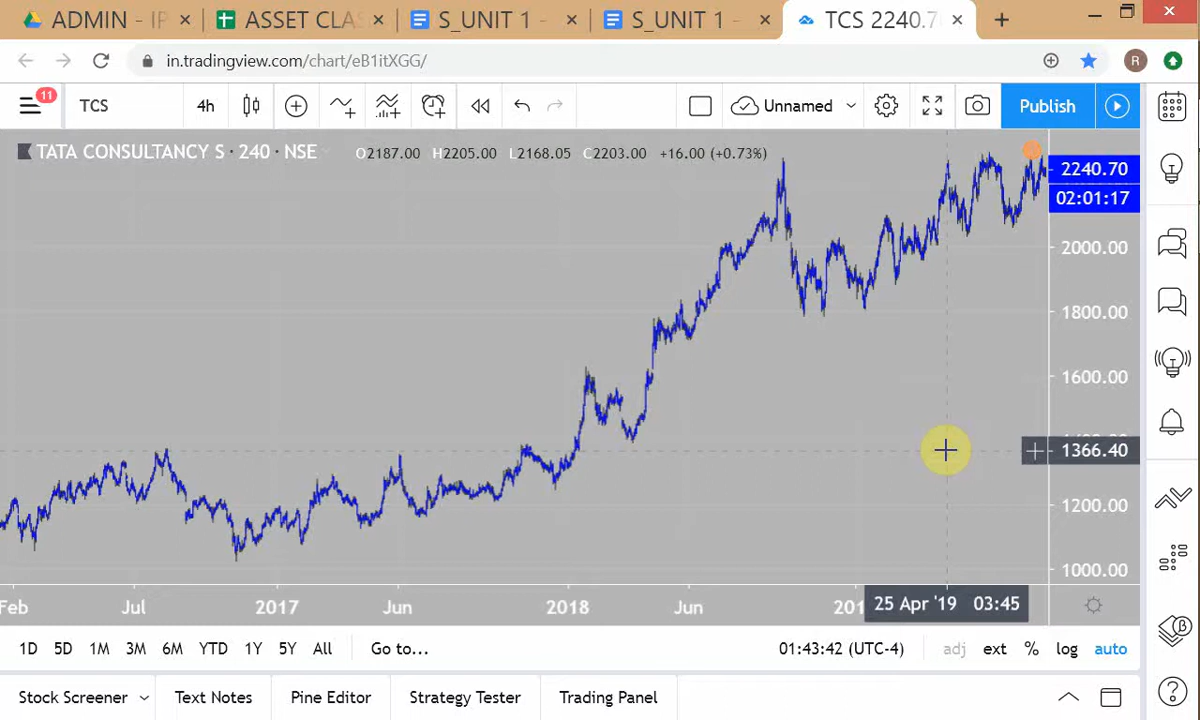 ADMIN - IP
ASSET CLAS
S_UNIT 1 -
S_UNIT 1 -
TCS 2240.7
in.tradingview.com/chart/eB1itXGG/
R
11
TCS
4h
Unnamed
Publish
TATA CONSULTANCY S · 240 · NSE
O2187.00 H2205.00 L2168.05 C2203.00 +16.00 (+0.73%)
2240.70
02:01:17
2000.00
1800.00
1600.00
1366.40
1200.00
1000.00
Feb
Jul
2017
Jun
2018
Jun
201
25 Apr '19 03:45
1D 5D 1M 3M 6M YTD 1Y 5Y All
Go to...
01:43:42 (UTC-4)
adj ext % log auto
Stock Screener
Text Notes
Pine Editor
Strategy Tester
Trading Panel